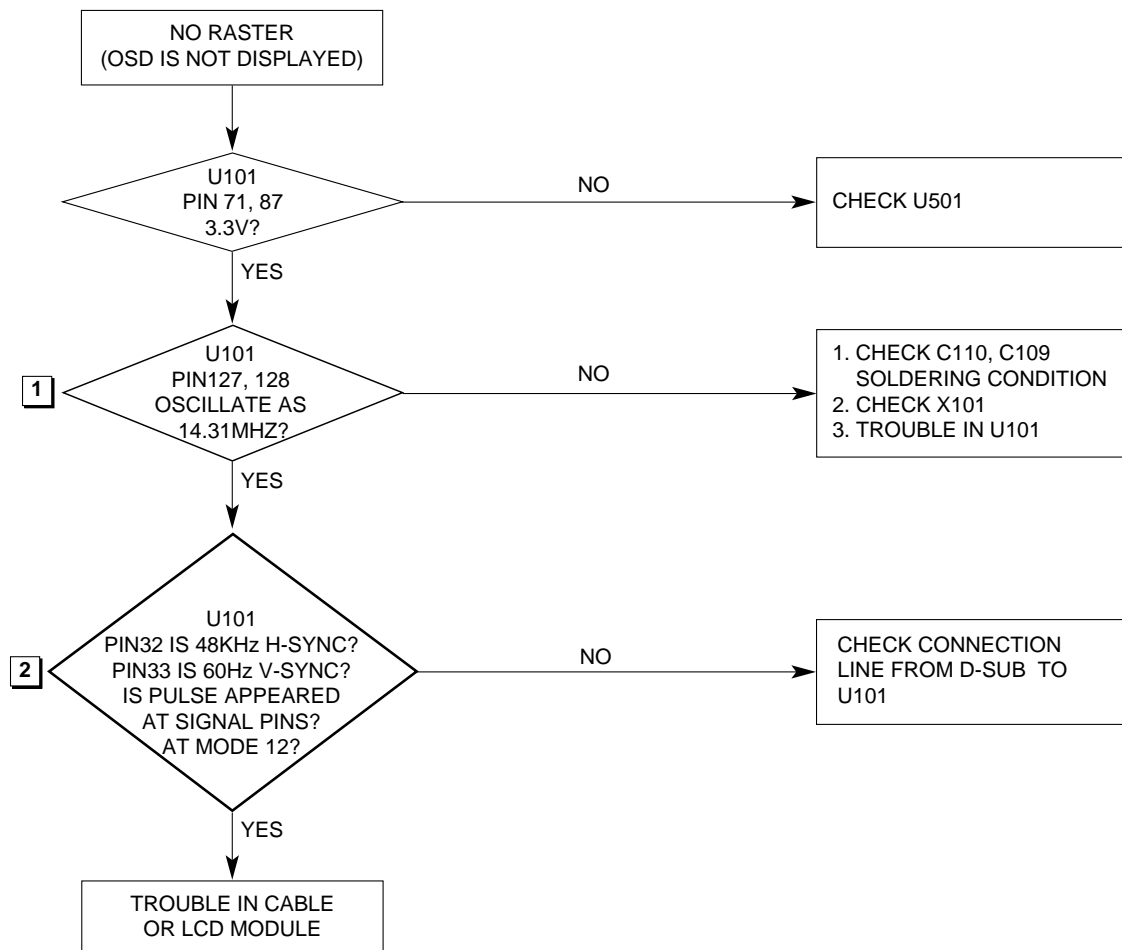 NO RASTER
(OSD IS NOT DISPLAYED)
U101
PIN 71, 87
3.3V?
NO
CHECK U501
YES
1
U101
PIN127, 128
OSCILLATE AS
14.31MHZ?
NO
1. CHECK C110, C109
SOLDERING CONDITION
2. CHECK X101
3. TROUBLE IN U101
YES
2
U101
PIN32 IS 48KHz H-SYNC?
PIN33 IS 60Hz V-SYNC?
IS PULSE APPEARED
AT SIGNAL PINS?
AT MODE 12?
NO
CHECK CONNECTION
LINE FROM D-SUB TO
U101
YES
TROUBLE IN CABLE
OR LCD MODULE